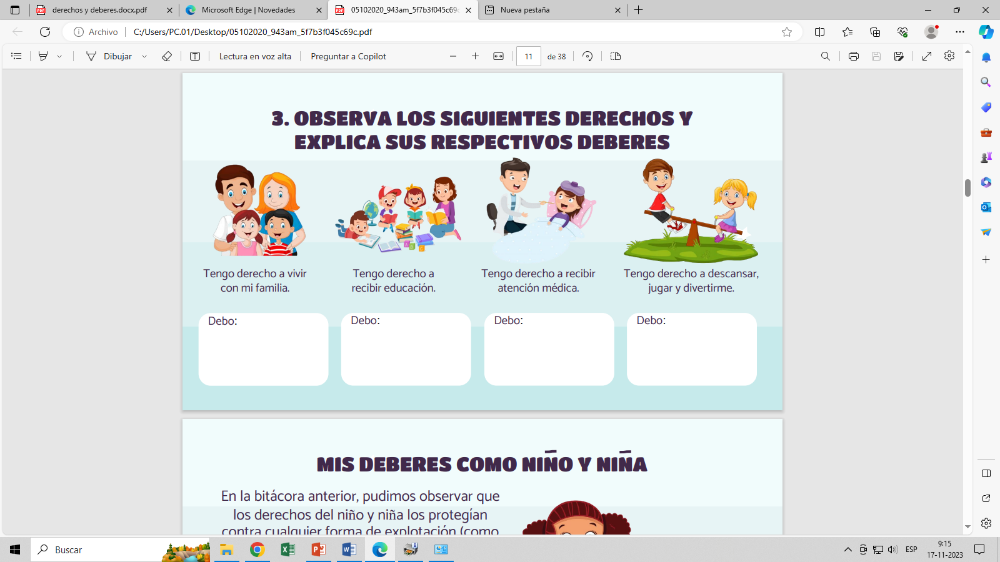 derechos y deberes.docx.pdf
Microsoft Edge | Novedades
05102020_943am_5f7b3f045c69c
Nueva pestaña
Archivo
C:/Users/PC.01/Desktop/05102020_943am_5f7b3f045c69c.pdf
Dibujar
Lectura en voz alta
Preguntar a Copilot
11
de 38
3. OBSERVA LOS SIGUIENTES DERECHOS Y
EXPLICA SUS RESPECTIVOS DEBERES
Tengo derecho a vivir
con mi familia.
Tengo derecho a
recibir educación.
Tengo derecho a recibir
atención médica.
Tengo derecho a descansar,
jugar y divertirme.
Debo:
Debo:
Debo:
Debo:
MIS DEBERES COMO NIÑO Y NIÑA
En la bitácora anterior, pudimos observar que
los derechos del niño y niña los protegían
contra cualquier forma de explotación (como
Buscar
ESP
9:15
17-11-2023